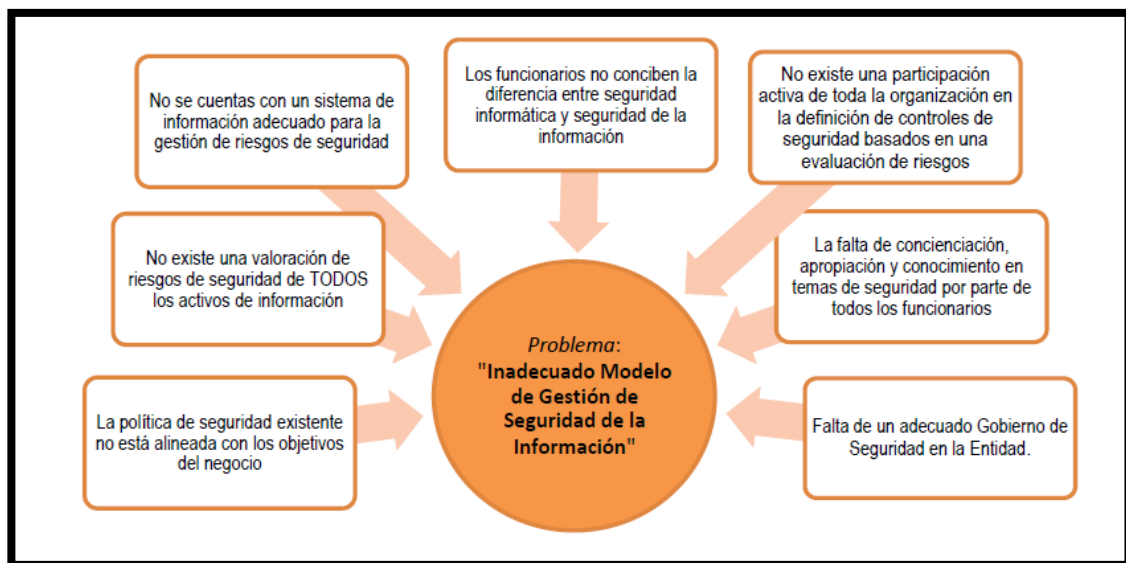 No se cuentas con un sistema de
información adecuado para la
gestión de riesgos de seguridad
Los funcionarios no conciben la
diferencia entre seguridad
informática y seguridad de la
información
No existe una participación
activa de toda la organización en
la definición de controles de
seguridad basados en una
evaluación de riesgos
No existe una valoración de
riesgos de seguridad de TODOS
los activos de información
La falta de concienciación,
apropiación y conocimiento en
temas de seguridad por parte de
todos los funcionarios
La política de seguridad existente
no está alineada con los objetivos
del negocio
Problema:
"Inadecuado Modelo
de Gestión de
Seguridad de la
Información"
Falta de un adecuado Gobierno de
Seguridad en la Entidad.